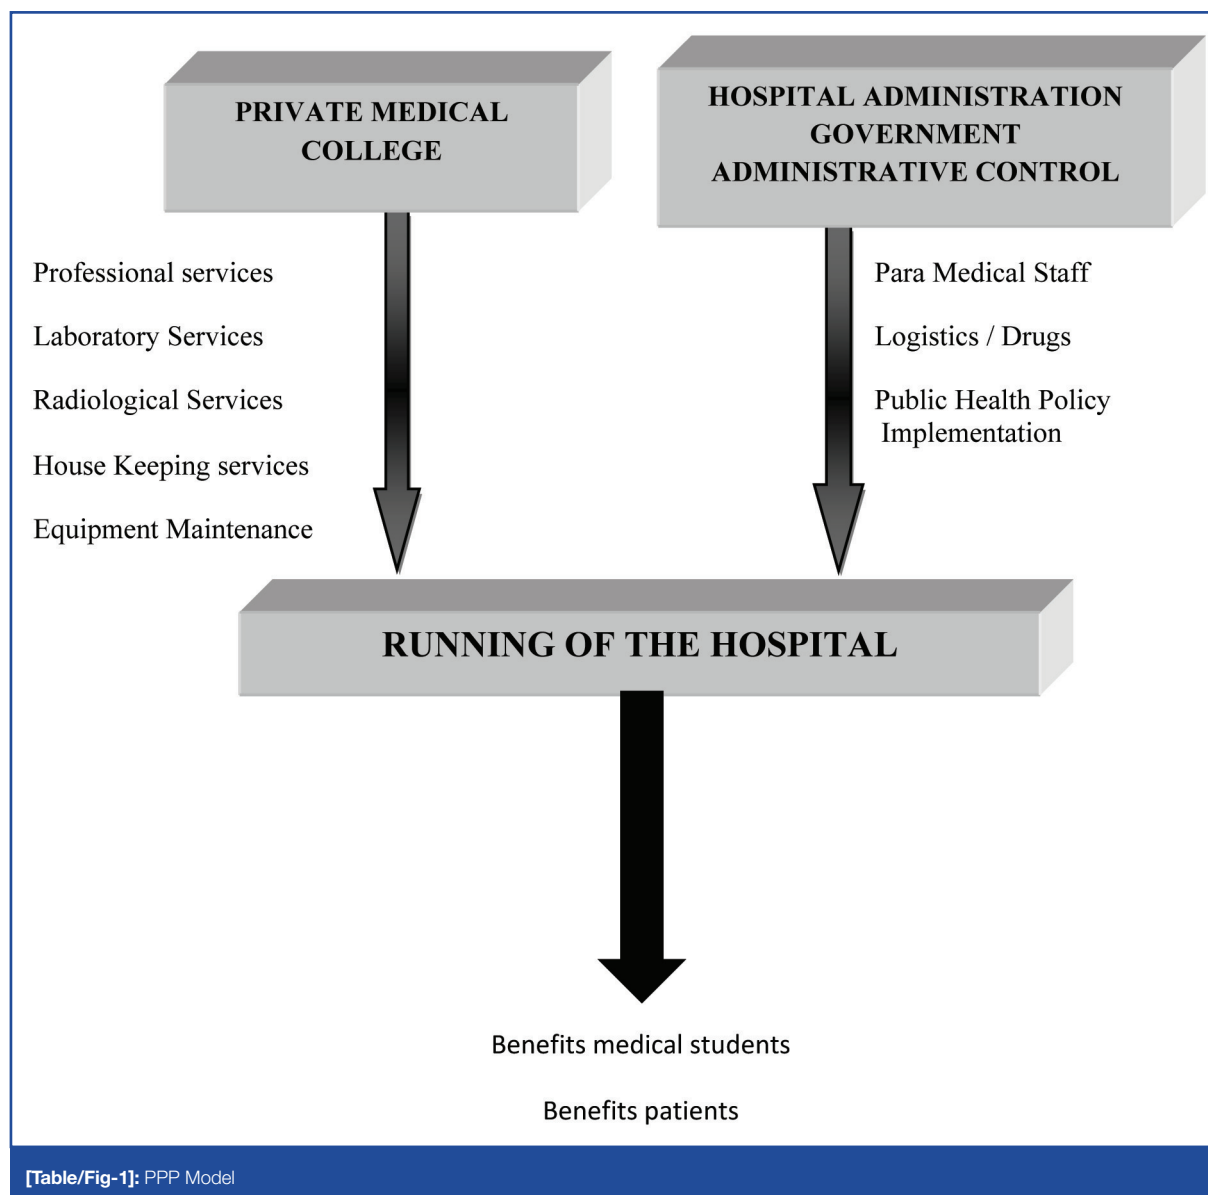 PRIVATE MEDICAL
COLLEGE
HOSPITAL ADMINISTRATION
GOVERNMENT
ADMINISTRATIVE CONTROL
Professional services
Laboratory Services
Radiological Services
House Keeping services
Equipment Maintenance
Para Medical Staff
Logistics / Drugs
Public Health Policy
Implementation
RUNNING OF THE HOSPITAL
Benefits medical students
Benefits patients
[Table/Fig-1]: PPP Model